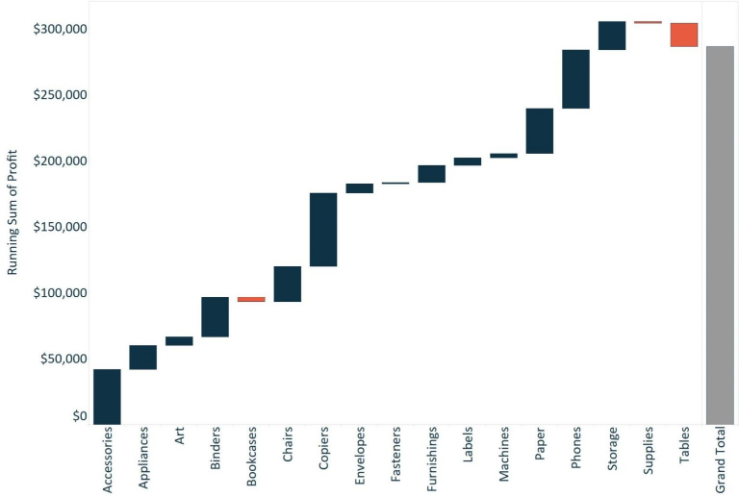 $300,000
$250,000
$200,000
$150,000
$100,000
$50,000
$0
Running Sum of Profit
Accessories
Appliances
Art
Binders
Bookcases
Chairs
Copiers
Envelopes
Fasteners
Furnishings
Labels
Machines
Paper
Phones
Storage
Supplies
Tables
Grand Total